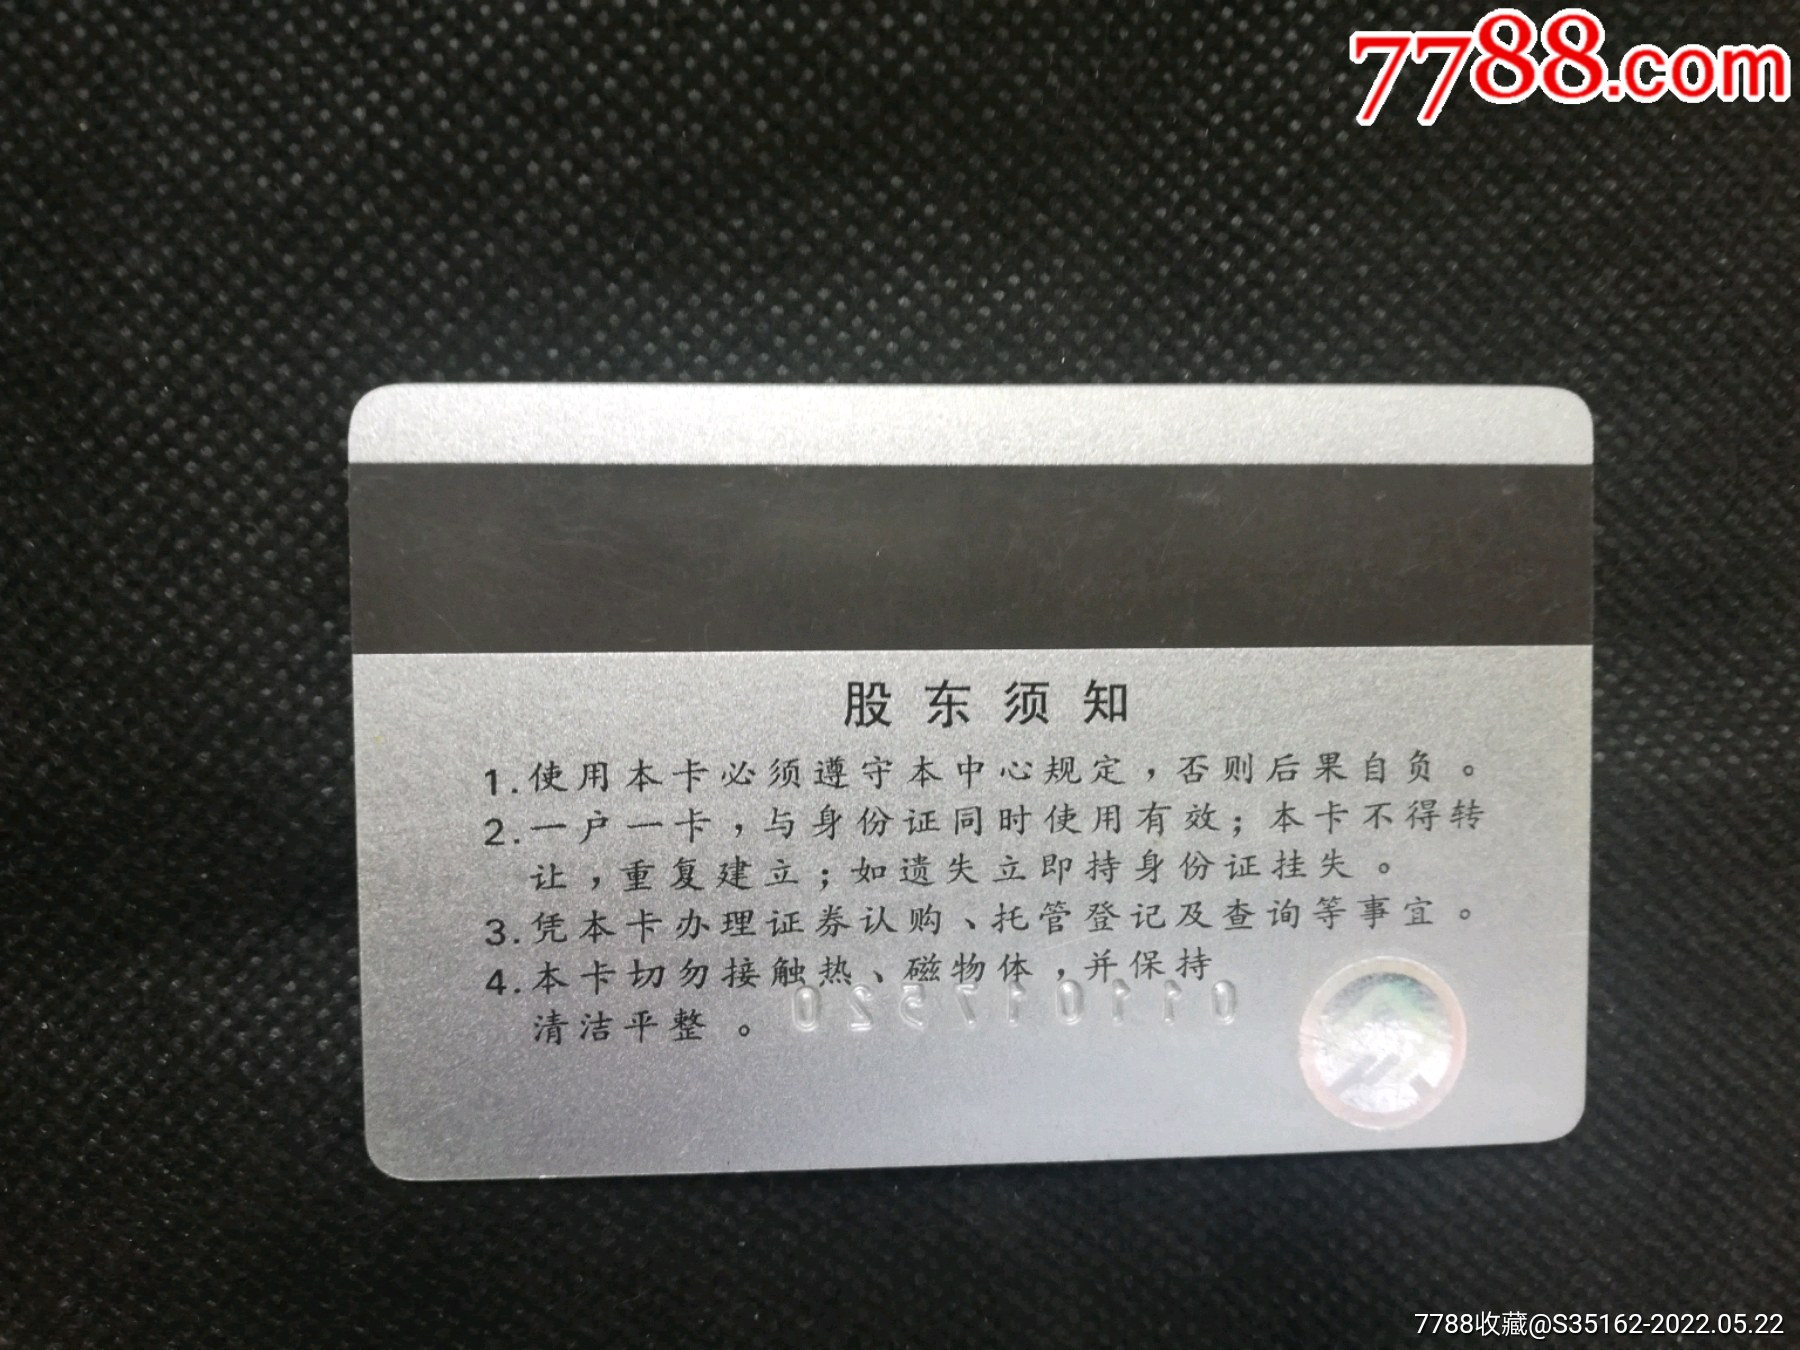 7788.com
股东须知
1.使用本卡必须遵守本中心规定，否则后果自负。
2.一户一卡，与身份证同时使用有效；本卡不得转
让，重复建立；如遗失立即持身份证挂失。
3.凭本卡办理证券认购、托管登记及查询等事宜。
4.本卡切勿接触热、磁物体，并保持
清洁平整。
0110117520
7788收藏@S35162-2022.05.22